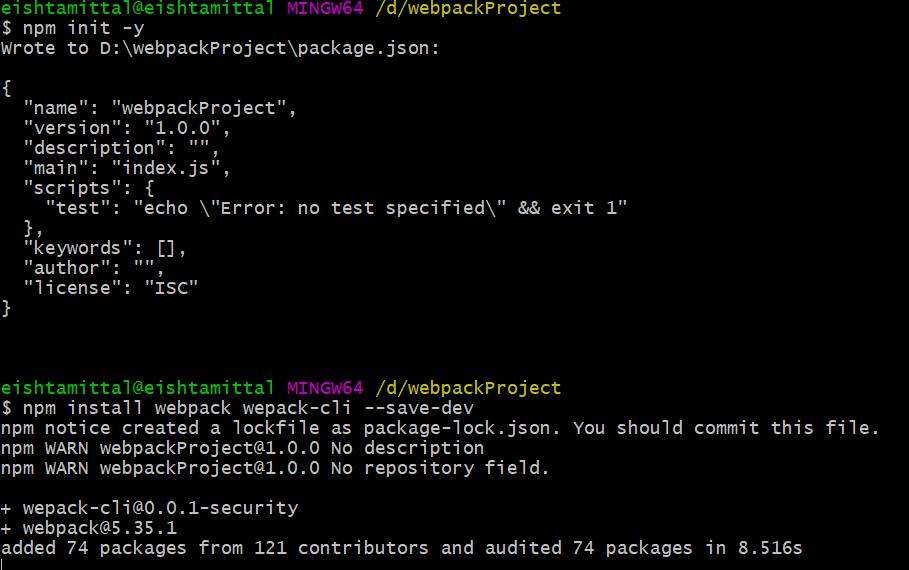 eishtamittal@eishtamittal MINGW64 /d/webpackProject
$ npm init -y
Wrote to D:\webpackProject\package.json:
{
"name": "webpackProject",
"version": "1.0.0",
"description": "",
"main": "index.js",
"scripts": {
"test": "echo \"Error: no test specified\" && exit 1"
},
"keywords": [],
"author": "",
"license": "ISC"
}
eishtamittal@eishtamittal MINGW64 /d/webpackProject
$ npm install webpack wepack-cli --save-dev
npm notice created a lockfile as package-lock.json. You should commit this file.
npm WARN webpackProject@1.0.0 No description
npm WARN webpackProject@1.0.0 No repository field.
+ wepack-cli@0.0.1-security
+ webpack@5.35.1
added 74 packages from 121 contributors and audited 74 packages in 8.516s